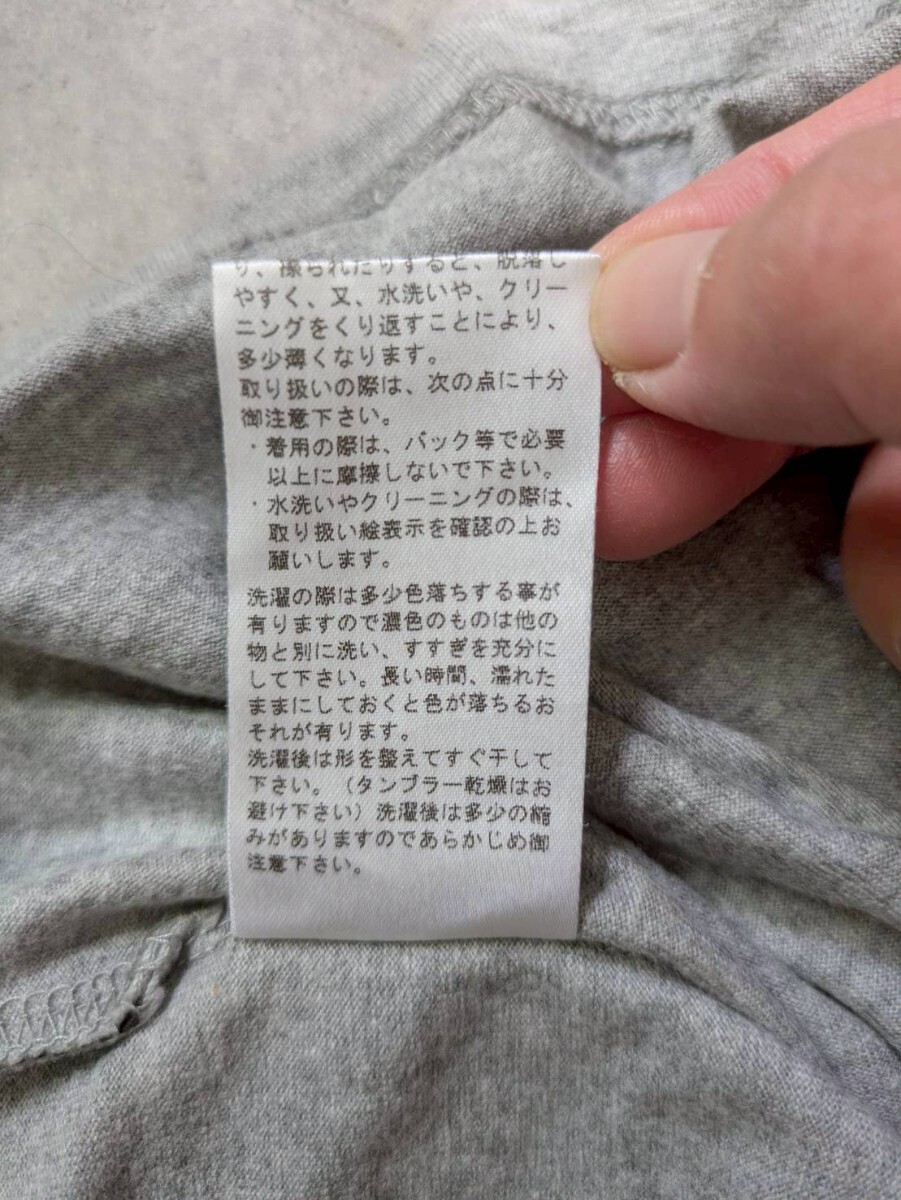 り、擦られたりすると、脱落し
やすく、又、水洗いや、クリー
ニングをくり返すことにより、
多少薄くなります。
取り扱いの際は、次の点に十分
御注意下さい。
・着用の際は、バック等で必要
以上に摩擦しないで下さい。
・水洗いやクリーニングの際は、
取り扱い絵表示を確認の上お
願いします。
洗濯の際は多少色落ちする事が
有りますので濃色のものは他の
物と別に洗い、すすぎを充分に
して下さい。長い時間、濡れた
ままにしておくと色が落ちるお
それが有ります。
洗濯後は形を整えてすぐ干して
下さい。（タンブラー乾燥はお
避け下さい）洗濯後は多少の縮
みがありますのであらかじめ御
注意下さい。